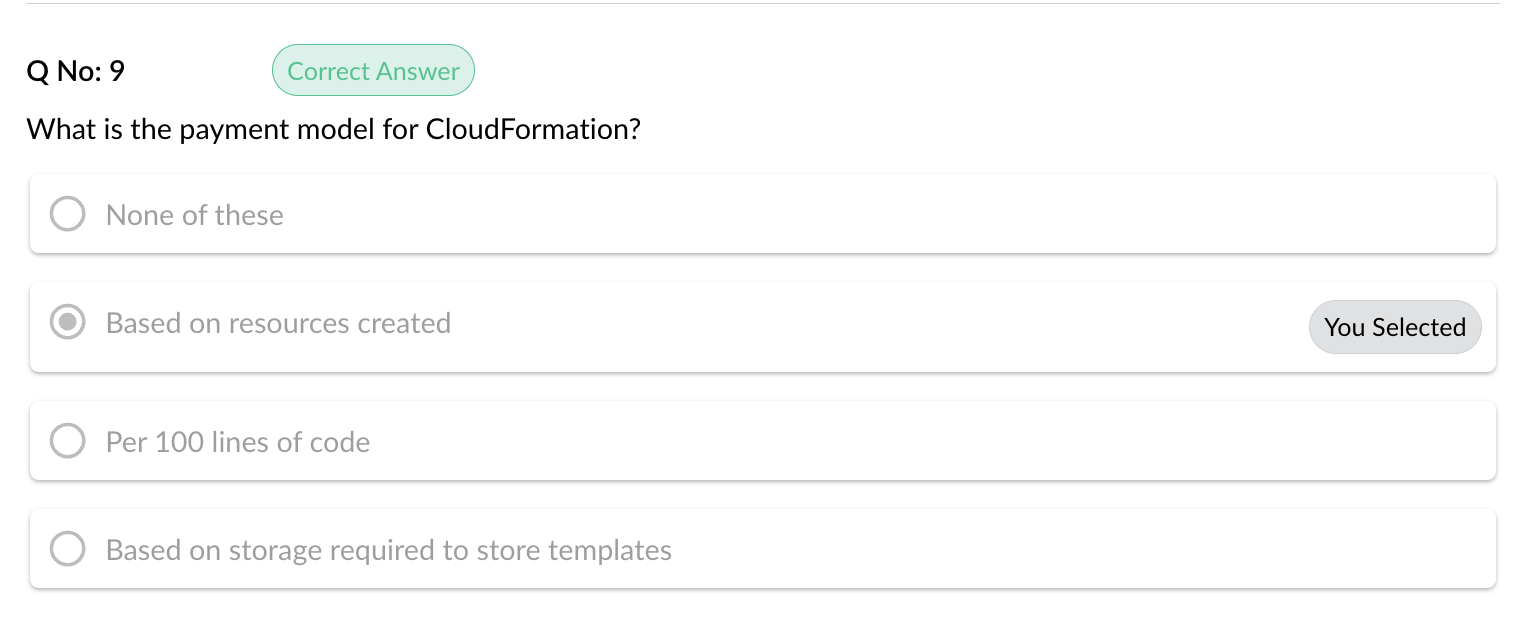 Q No: 9 Correct Answer
What is the payment model for CloudFormation?
None of these
Based on resources created You Selected
Per 100 lines of code
Based on storage required to store templates